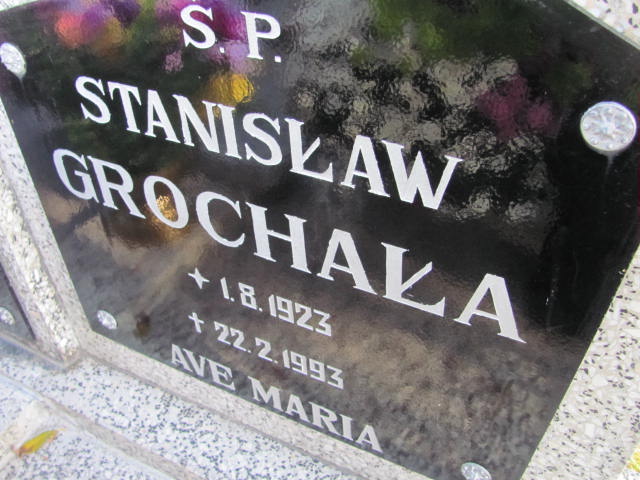 S.P.
STANISŁAW
GROCHAŁA
✦ 1.8.1923
✝ 22.2.1993
AVE MARIA